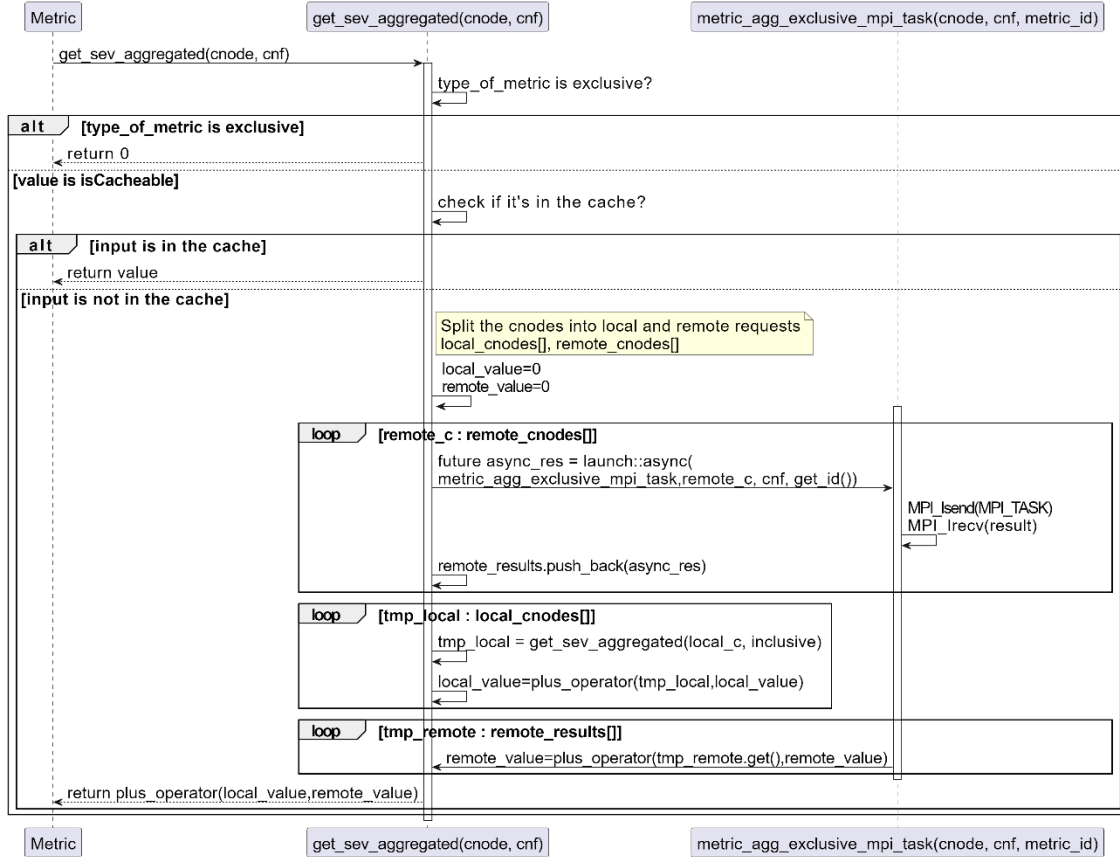 Metric
get_sev_aggregated(cnode, cnf)
metric_agg_exclusive_mpi_task(cnode, cnf, metric_id)
get_sev_aggregated(cnode, cnf)
type_of_metric is exclusive?
alt
[type_of_metric is exclusive]
return 0
[value is isCacheable]
check if it's in the cache?
alt
[input is in the cache]
return value
[input is not in the cache]
Split the cnodes into local and remote requests
local_cnodes[], remote_cnodes[]
local_value=0
remote_value=0
loop
[remote_c : remote_cnodes[]]
future async_res = launch::async(
metric_agg_exclusive_mpi_task,remote_c, cnf, get_id())
MPI_Isend(MPI_TASK)
MPI_Irecv(result)
remote_results.push_back(async_res)
loop
[tmp_local : local_cnodes[]]
tmp_local = get_sev_aggregated(local_c, inclusive)
local_value=plus_operator(tmp_local,local_value)
loop
[tmp_remote : remote_results[]]
remote_value=plus_operator(tmp_remote.get(),remote_value)
return plus_operator(local_value,remote_value)
Metric
get_sev_aggregated(cnode, cnf)
metric_agg_exclusive_mpi_task(cnode, cnf, metric_id)